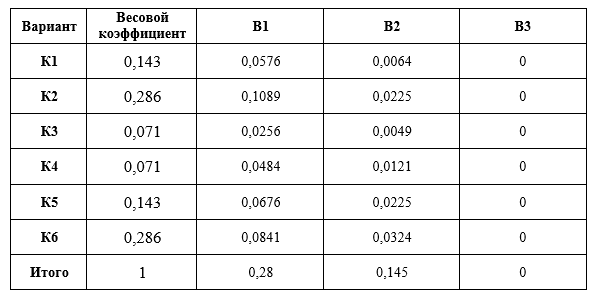 Вариант Весовой коэффициент В1 В2 В3
К1 0,143 0,0576 0,0064 0
К2 0,286 0,1089 0,0225 0
К3 0,071 0,0256 0,0049 0
К4 0,071 0,0484 0,0121 0
К5 0,143 0,0676 0,0225 0
К6 0,286 0,0841 0,0324 0
Итого 1 0,28 0,145 0